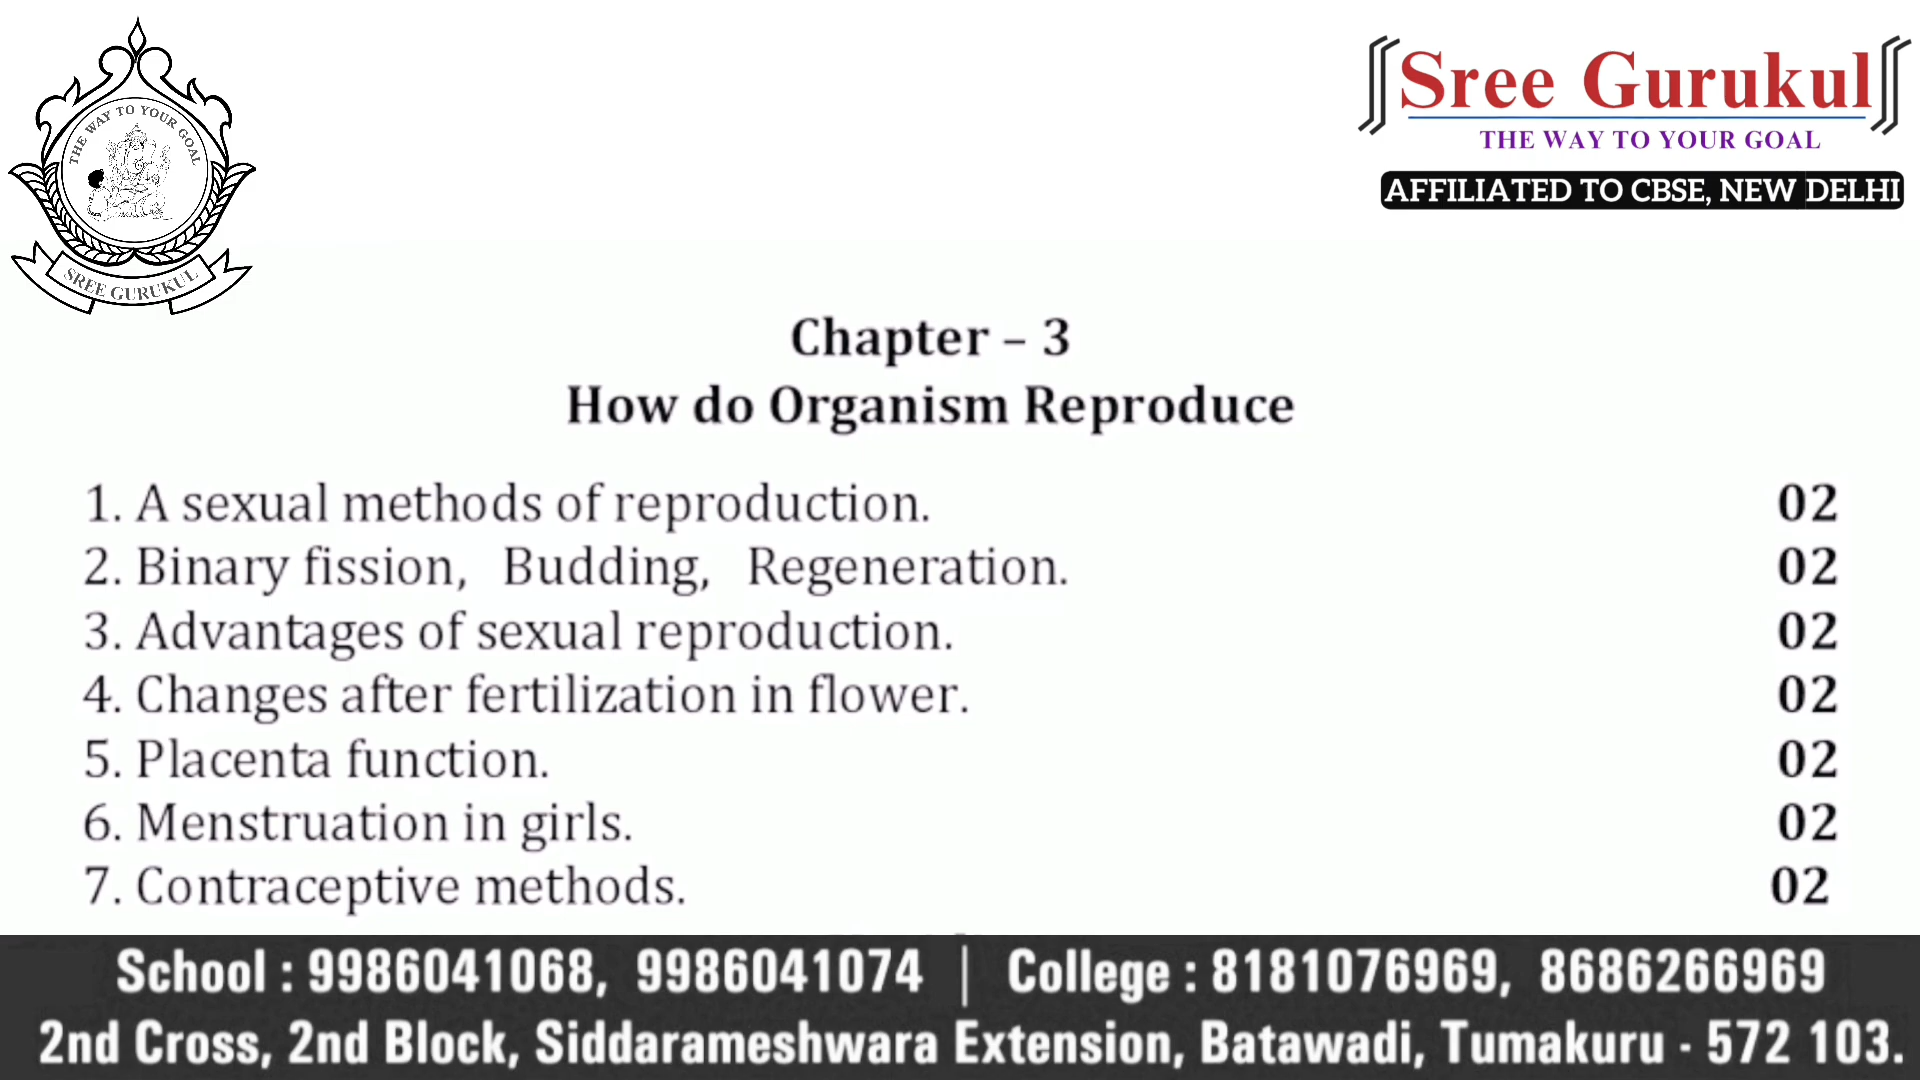 THE WAY TO YOUR GOAL
SREE GURUKUL
Sree Gurukul
THE WAY TO YOUR GOAL
AFFILIATED TO CBSE, NEW DELHI
Chapter – 3
How do Organism Reproduce
1. A sexual methods of reproduction. 02
2. Binary fission, Budding, Regeneration. 02
3. Advantages of sexual reproduction. 02
4. Changes after fertilization in flower. 02
5. Placenta function. 02
6. Menstruation in girls. 02
7. Contraceptive methods. 02
School : 9986041068, 9986041074 | College : 8181076969, 8686266969
2nd Cross, 2nd Block, Siddarameshwara Extension, Batawadi, Tumakuru - 572 103.